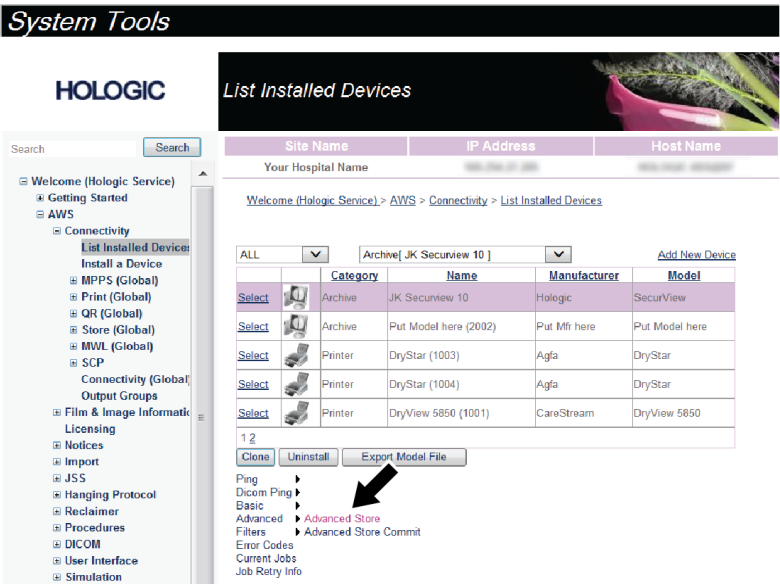 System Tools
HOLOGIC
List Installed Devices
Search
Search
Site Name IP Address Host Name
Your Hospital Name
Welcome (Hologic Service)
Getting Started
AWS
Connectivity
List Installed Devices
Install a Device
MPPS (Global)
Print (Global)
QR (Global)
Store (Global)
MWL (Global)
SCP
Connectivity (Global)
Output Groups
Film & Image Informatic
Licensing
Notices
Import
JSS
Hanging Protocol
Reclaimer
Procedures
DICOM
User Interface
Simulation
Welcome (Hologic Service) > AWS > Connectivity > List Installed Devices
ALL Archive[ JK Securview 10 ] Add New Device
Category Name Manufacturer Model
Select Archive JK Securview 10 Hologic SecurView
Select Archive Put Model here (2002) Put Mfr here Put Model here
Select Printer DryStar (1003) Agfa DryStar
Select Printer DryStar (1004) Agfa DryStar
Select Printer DryView 5850 (1001) CareStream DryView 5850
1 2
Clone Uninstall Export Model File
Ping
Dicom Ping
Basic
Advanced Advanced Store
Filters Advanced Store Commit
Error Codes
Current Jobs
Job Retry Info